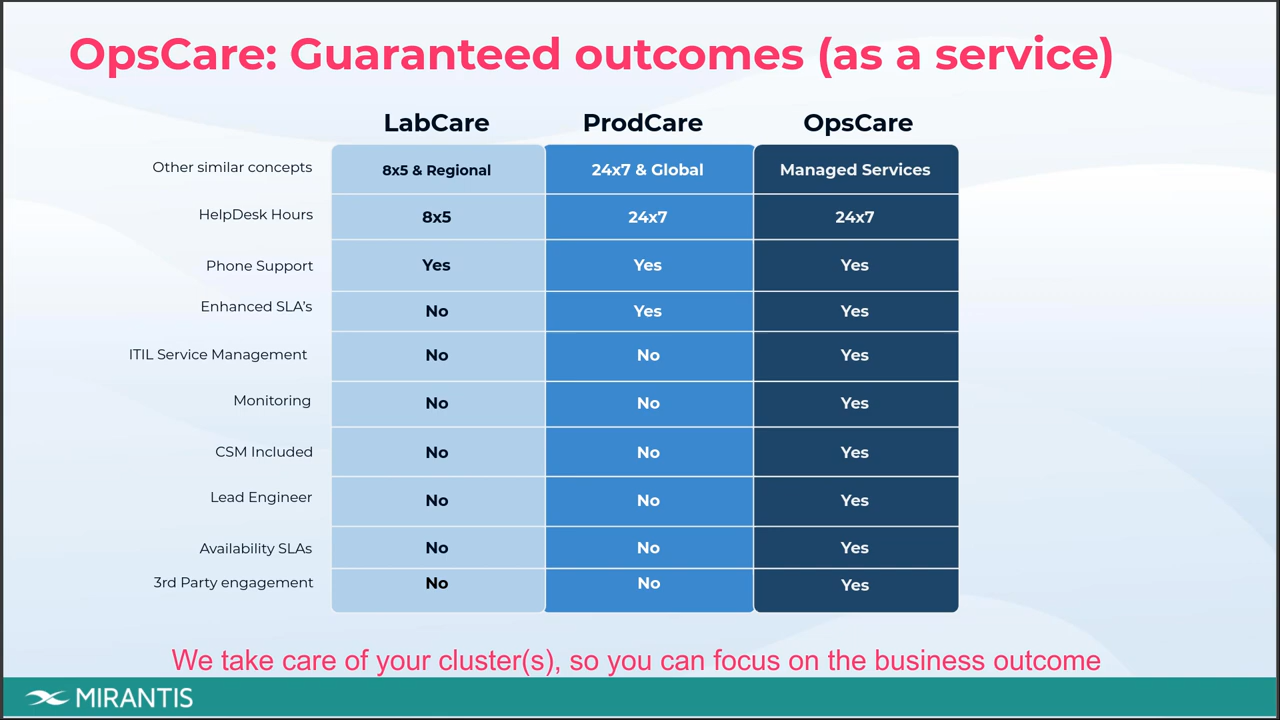 OpsCare: Guaranteed outcomes (as a service)
LabCare ProdCare OpsCare
Other similar concepts 8x5 & Regional 24x7 & Global Managed Services
HelpDesk Hours 8x5 24x7 24x7
Phone Support Yes Yes Yes
Enhanced SLA's No Yes Yes
ITIL Service Management No No Yes
Monitoring No No Yes
CSM Included No No Yes
Lead Engineer No No Yes
Availability SLAs No No Yes
3rd Party engagement No No Yes
We take care of your cluster(s), so you can focus on the business outcome
MIRANTIS